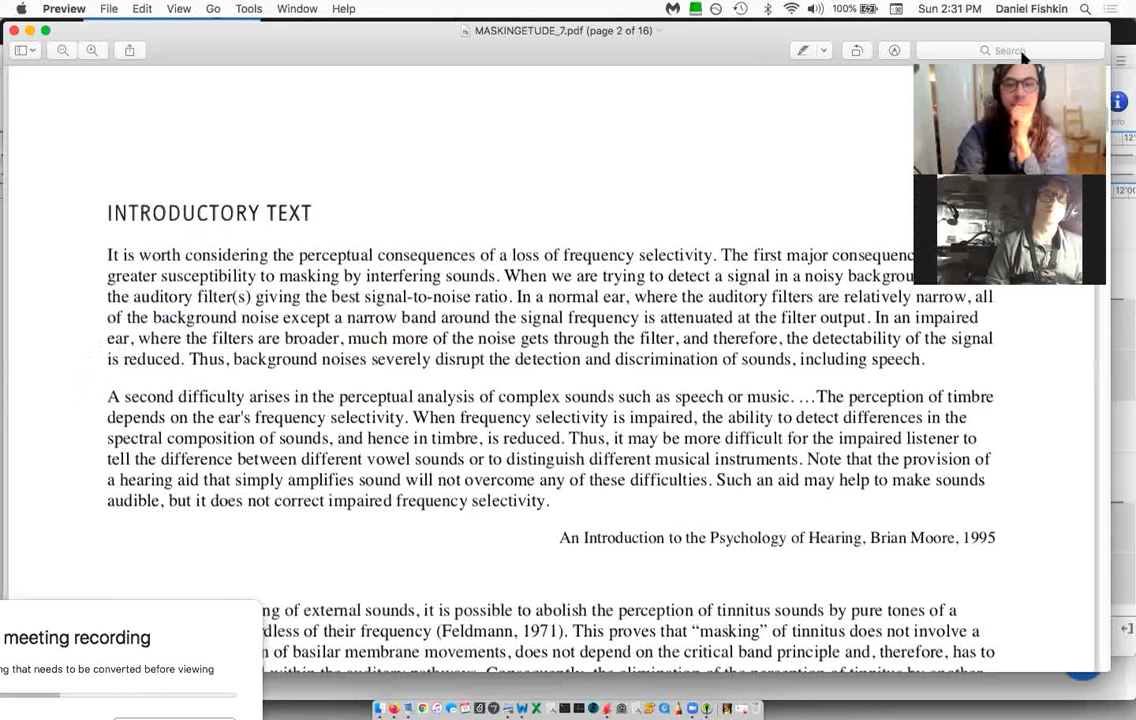 Preview File Edit View Go Tools Window Help 100% Sun 2:31 PM Daniel Fishkin
MASKINGETUDE_7.pdf (page 2 of 16)
Search
INTRODUCTORY TEXT
It is worth considering the perceptual consequences of a loss of frequency selectivity. The first major consequenc
greater susceptibility to masking by interfering sounds. When we are trying to detect a signal in a noisy backgrou
the auditory filter(s) giving the best signal-to-noise ratio. In a normal ear, where the auditory filters are relatively narrow, all
of the background noise except a narrow band around the signal frequency is attenuated at the filter output. In an impaired
ear, where the filters are broader, much more of the noise gets through the filter, and therefore, the detectability of the signal
is reduced. Thus, background noises severely disrupt the detection and discrimination of sounds, including speech.
A second difficulty arises in the perceptual analysis of complex sounds such as speech or music. …The perception of timbre
depends on the ear's frequency selectivity. When frequency selectivity is impaired, the ability to detect differences in the
spectral composition of sounds, and hence in timbre, is reduced. Thus, it may be more difficult for the impaired listener to
tell the difference between different vowel sounds or to distinguish different musical instruments. Note that the provision of
a hearing aid that simply amplifies sound will not overcome any of these difficulties. Such an aid may help to make sounds
audible, but it does not correct impaired frequency selectivity.
An Introduction to the Psychology of Hearing, Brian Moore, 1995
ng of external sounds, it is possible to abolish the perception of tinnitus sounds by pure tones of a
dless of their frequency (Feldmann, 1971). This proves that “masking” of tinnitus does not involve a
n of basilar membrane movements, does not depend on the critical band principle and, therefore, has to
meeting recording
ng that needs to be converted before viewing